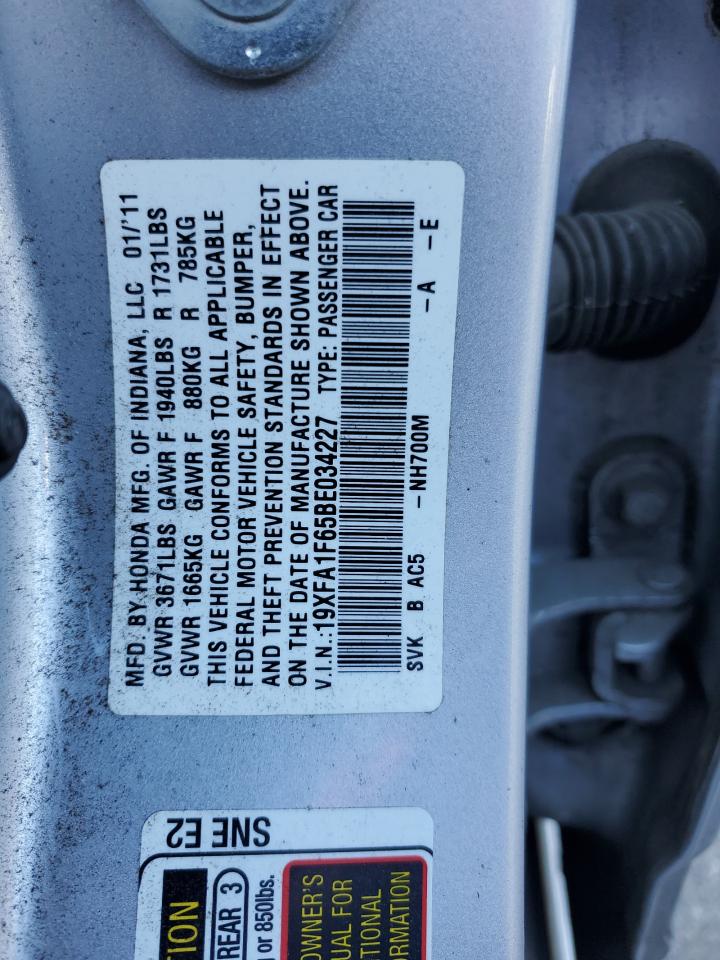 MFD. BY HONDA MFG. OF INDIANA, LLC 01/'11
GVWR 3671LBS GAWR F 1940LBS R 1731LBS
GVWR 1665KG GAWR F 880KG R 785KG
THIS VEHICLE CONFORMS TO ALL APPLICABLE
FEDERAL MOTOR VEHICLE SAFETY, BUMPER,
AND THEFT PREVENTION STANDARDS IN EFFECT
ON THE DATE OF MANUFACTURE SHOWN ABOVE.
V.I.N.:19XFA1F65BE034227 TYPE: PASSENGER CAR
SVK B AC5 -NH700M -A -E
SNE E2
TION
REAR 3
or 850lbs.
OWNER'S
UAL FOR
TIONAL
RMATION